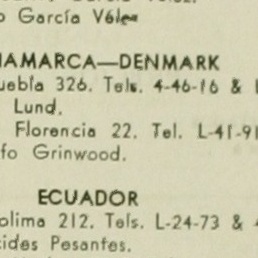 o García Vélez
NAMARCA—DENMARK
uebla 326. Tels. 4-46-16 &
Lund.
Florencia 22. Tel. L-41-91
fo Grinwood.
ECUADOR
olima 212. Tels. L-24-73 &
cides Pesantes.